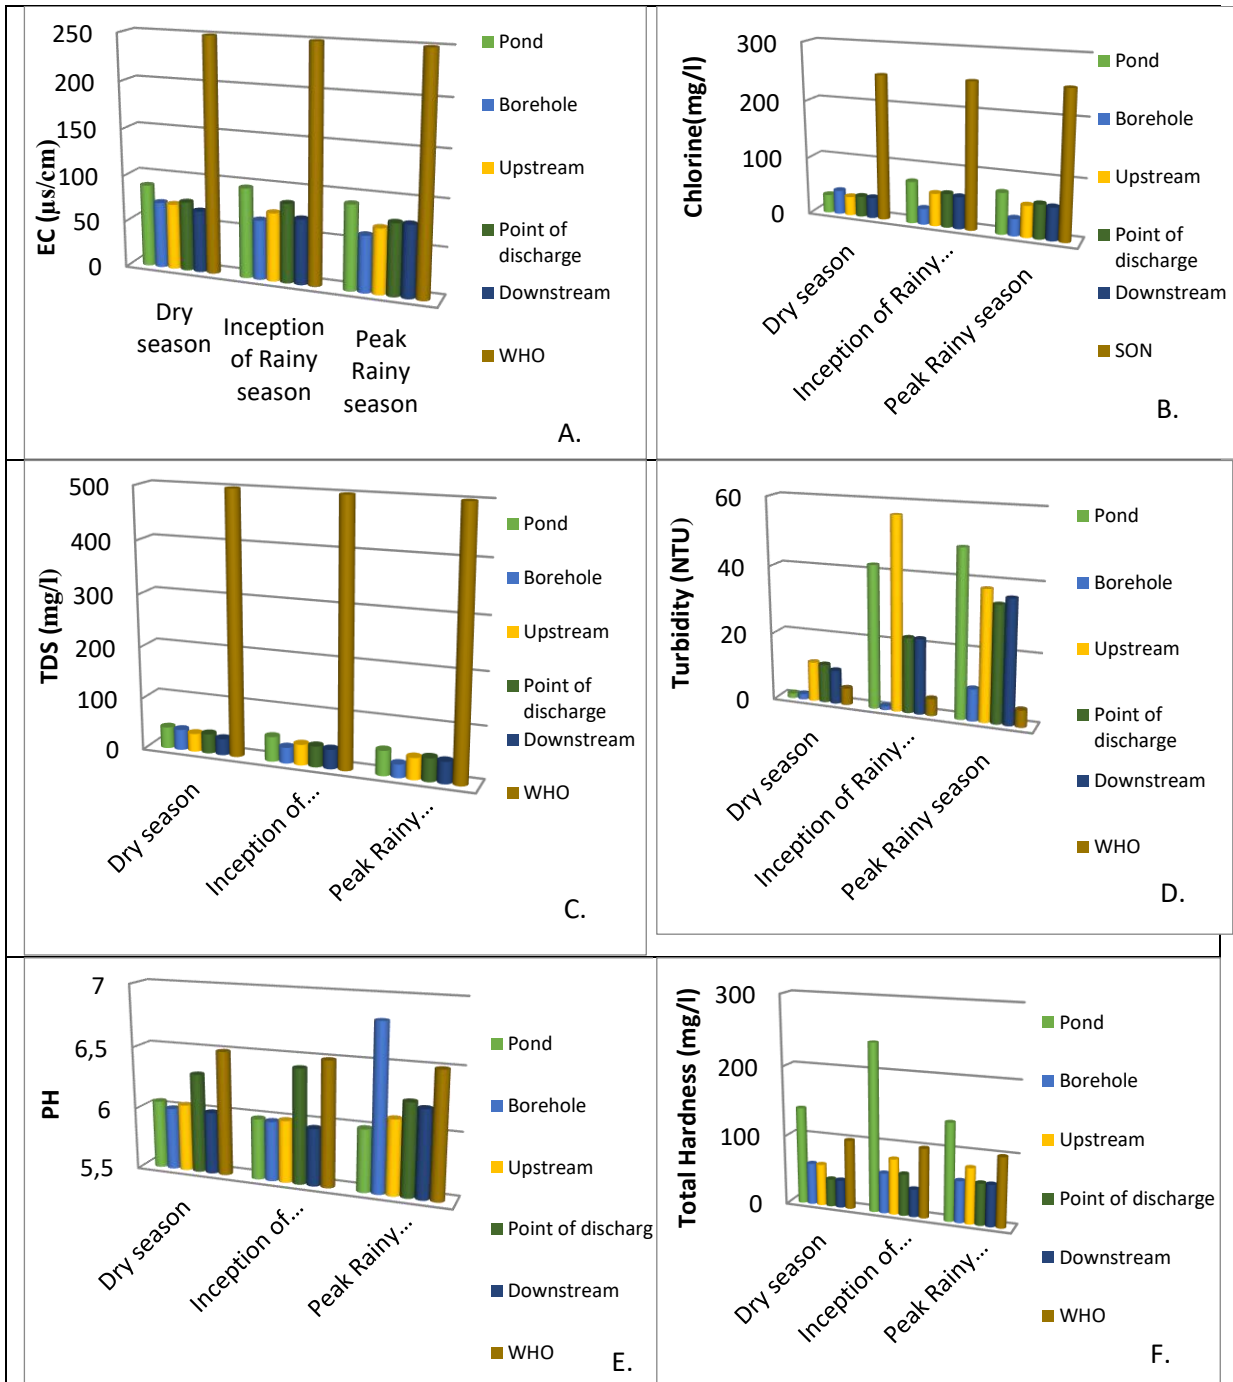 250
200
150
100
50
0
EC (µs/cm)
Dry
season
Inception
of Rainy
season
Peak
Rainy
season
Pond
Borehole
Upstream
Point of
discharge
Downstream
WHO
A.
300
200
100
0
Chlorine(mg/l)
Dry season
Inception of Rainy...
Peak Rainy season
Pond
Borehole
Upstream
Point of
discharge
Downstream
SON
B.
500
400
300
200
100
0
TDS (mg/l)
Dry season
Inception of...
Peak Rainy...
Pond
Borehole
Upstream
Point of
discharge
Downstream
WHO
C.
60
40
20
0
Turbidity (NTU)
Dry season
Inception of Rainy...
Peak Rainy season
Pond
Borehole
Upstream
Point of
discharge
Downstream
WHO
D.
7
6,5
6
5,5
PH
Dry season
Inception of...
Peak Rainy...
Pond
Borehole
Upstream
Point of discharg
Downstream
WHO
E.
300
200
100
0
Total Hardness (mg/l)
Dry season
Inception of...
Peak Rainy...
Pond
Borehole
Upstream
Point of discharge
Downstream
WHO
F.